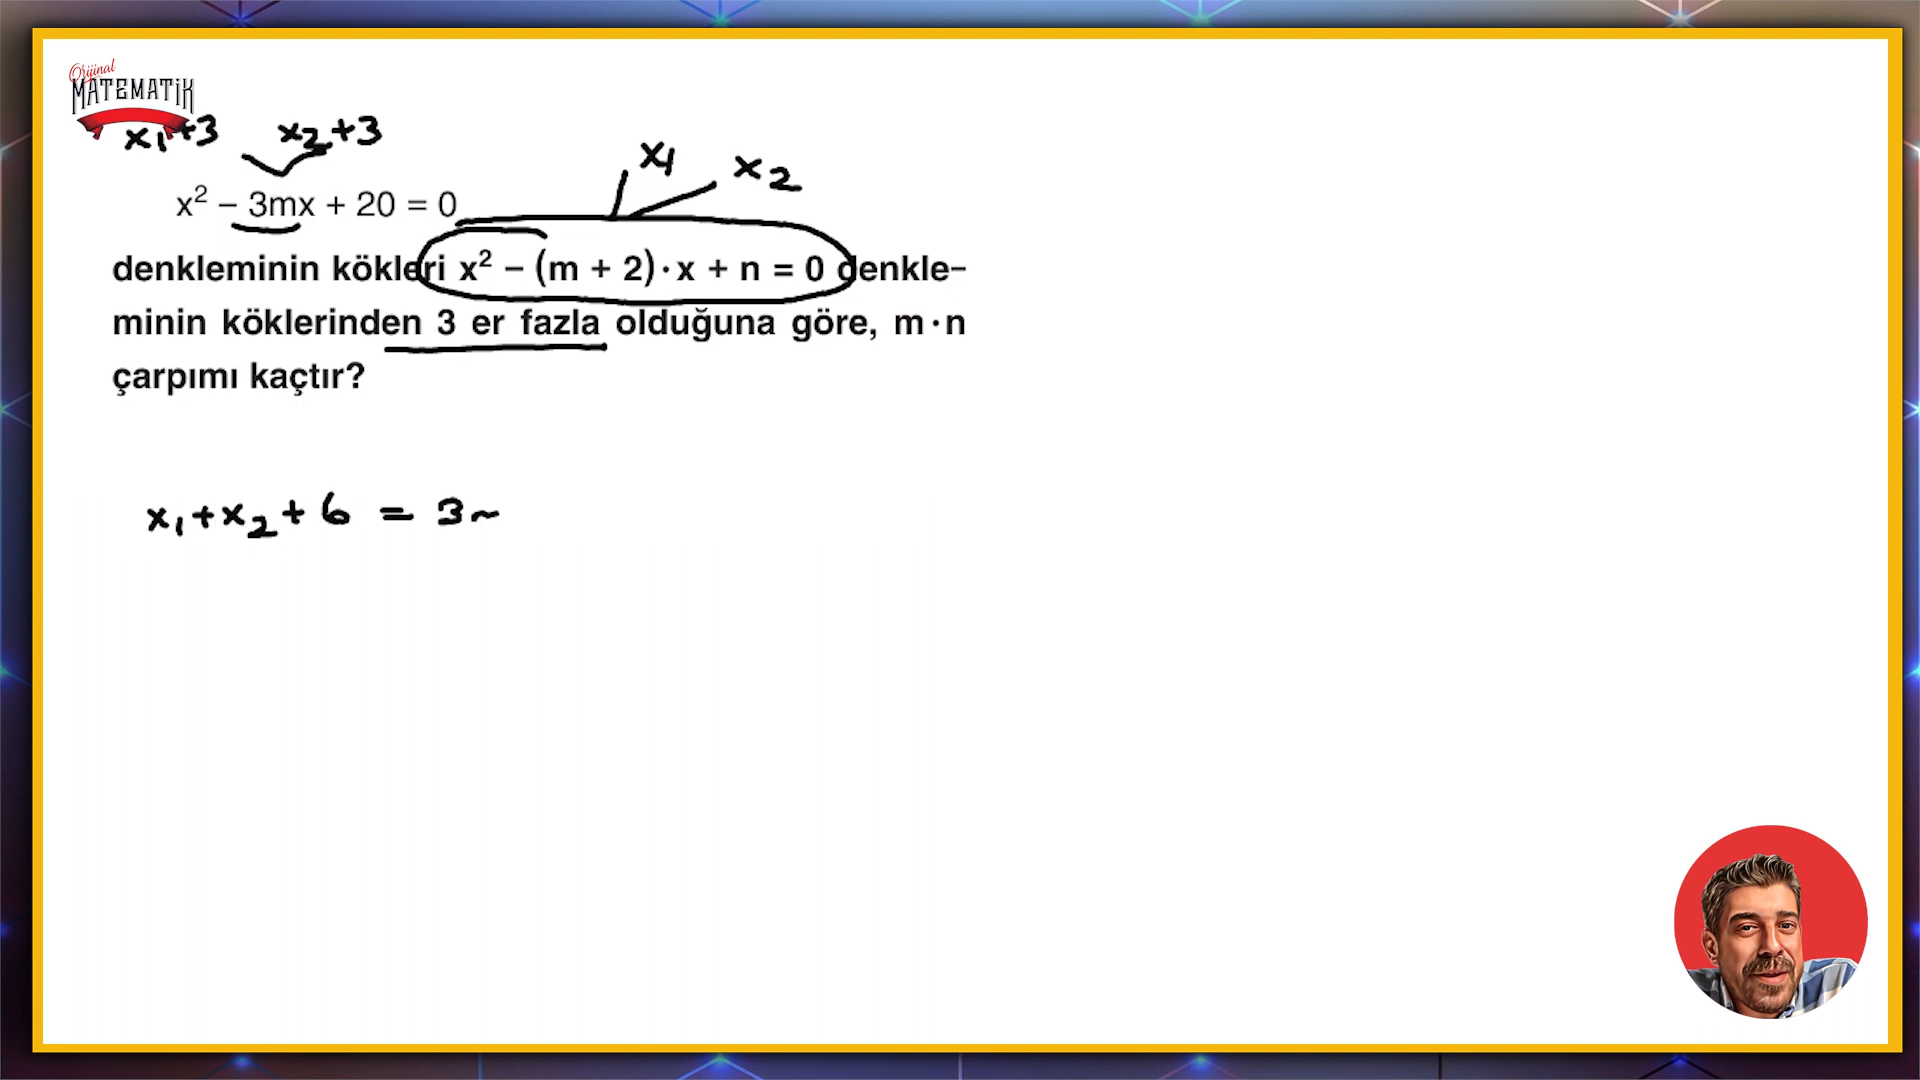 Orijinal
MATEMATİK
x₁+3 x₂+3
x₁ x₂
x² − 3mx + 20 = 0
denkleminin kökleri x² − (m + 2)·x + n = 0 denkle−
minin köklerinden 3 er fazla olduğuna göre, m·n
çarpımı kaçtır?
x₁+x₂+6 = 3m